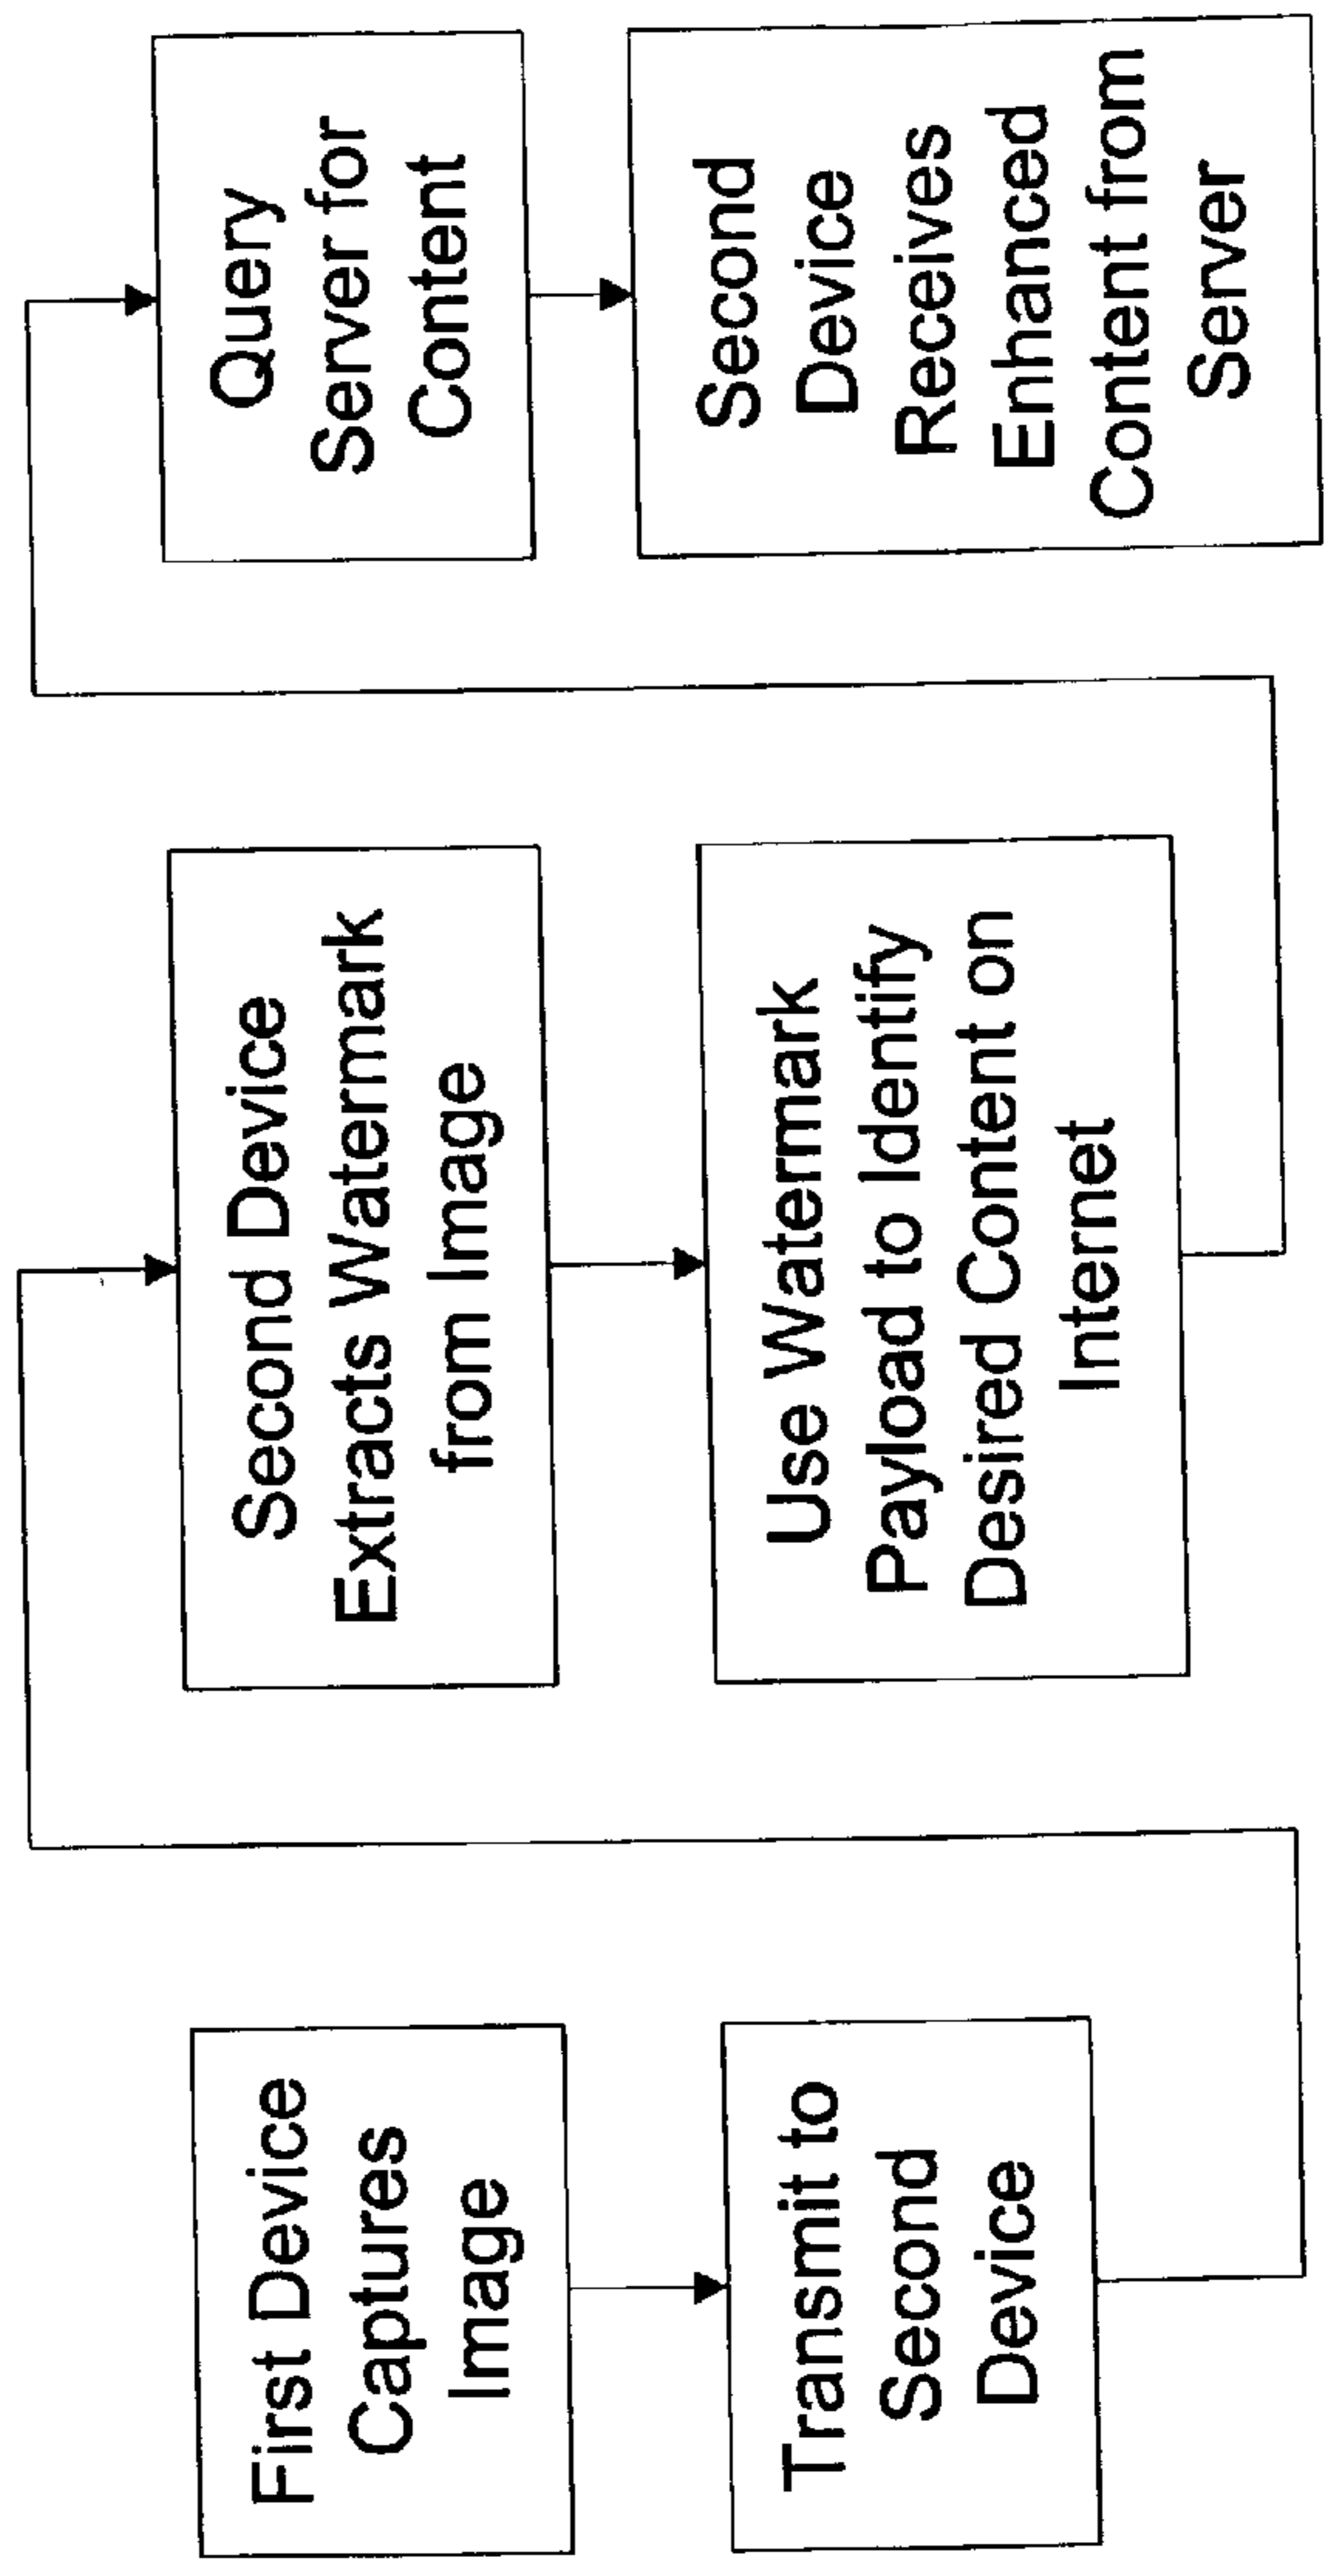 First Device
Captures
Image
Transmit to
Second
Device
Second Device
Extracts Watermark
from Image
Use Watermark
Payload to Identify
Desired Content on
Internet
Query
Server for
Content
Second
Device
Receives
Enhanced
Content from
Server